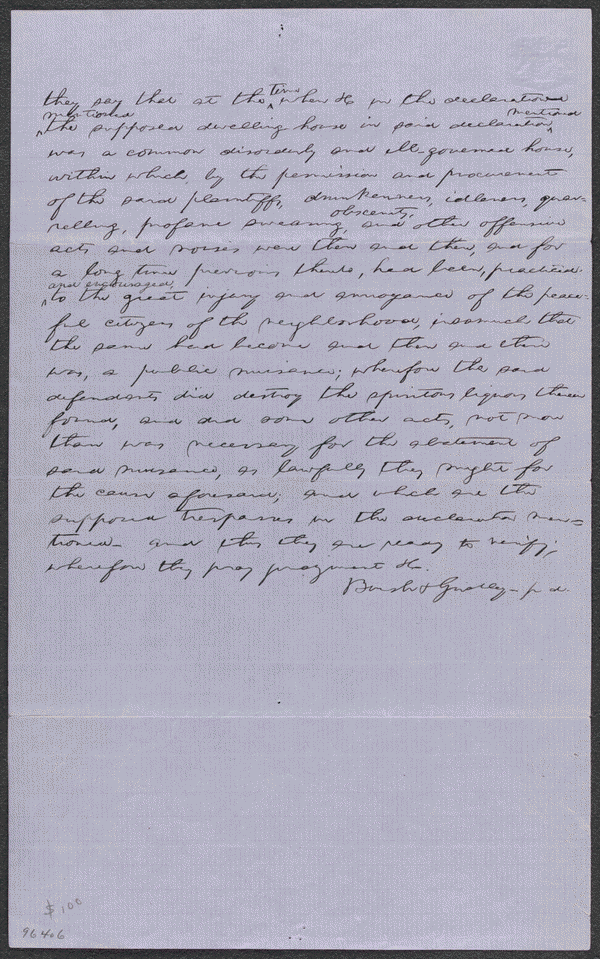 they say that at the time when &c in the declaration
mentioned the supposed dwelling house in said declaration mentioned
was a common disorderly and ill-governed house,
within which, by the permission and procurement
of the said plaintiffs, drunkenness, idleness, quar-
relling, profane swearing, obscenity, and other offensive
acts and noises were then and there, and for
a long time previous thereto, had been, practiced
and encouraged, to the great injury and annoyance of the peace-
ful citizens of the neighborhood, inasmuch that
the same had become and then and there
was, a public nuisance; wherefore the said
defendants did destroy the spiritous liquors there
found, and did some other acts, not more
than was necessary for the abatement of
said nuisance, as lawfully they might for
the cause aforesaid; and which are the
supposed trespasses in the declaration men=
tioned- and this they are ready to verify;
wherefore they pray judgment &c.
Bush & - p. d.
$100
96406